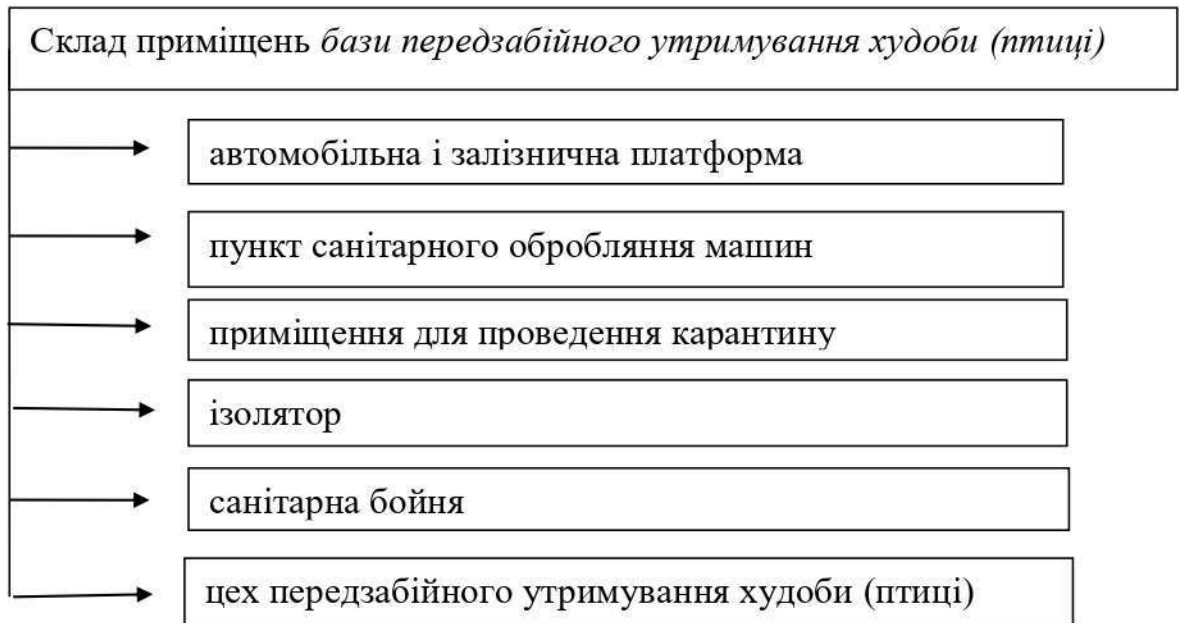 Склад приміщень бази передзабійного утримування худоби (птиці)
автомобільна і залізнична платформа
пункт санітарного обробляння машин
приміщення для проведення карантину
ізолятор
санітарна бойня
цех передзабійного утримування худоби (птиці)